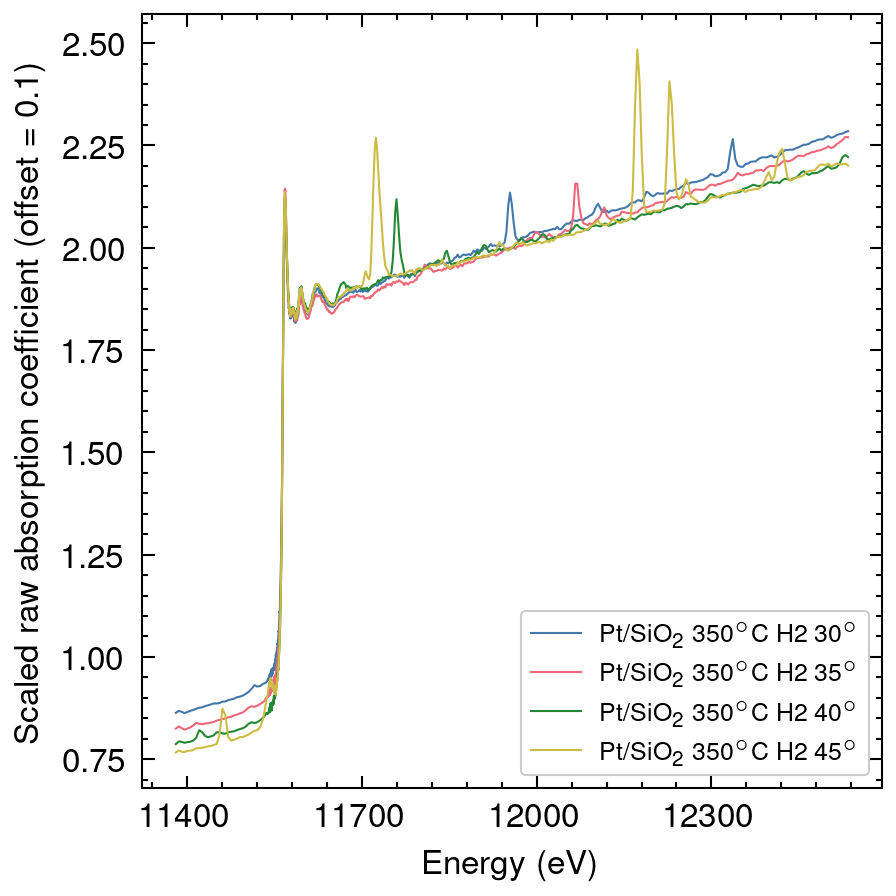 Scaled raw absorption coefficient (offset = 0.1)
2.50
2.25
2.00
1.75
1.50
1.25
1.00
0.75
Pt/SiO₂ 350°C H2 30°
Pt/SiO₂ 350°C H2 35°
Pt/SiO₂ 350°C H2 40°
Pt/SiO₂ 350°C H2 45°
11400 11700 12000 12300
Energy (eV)